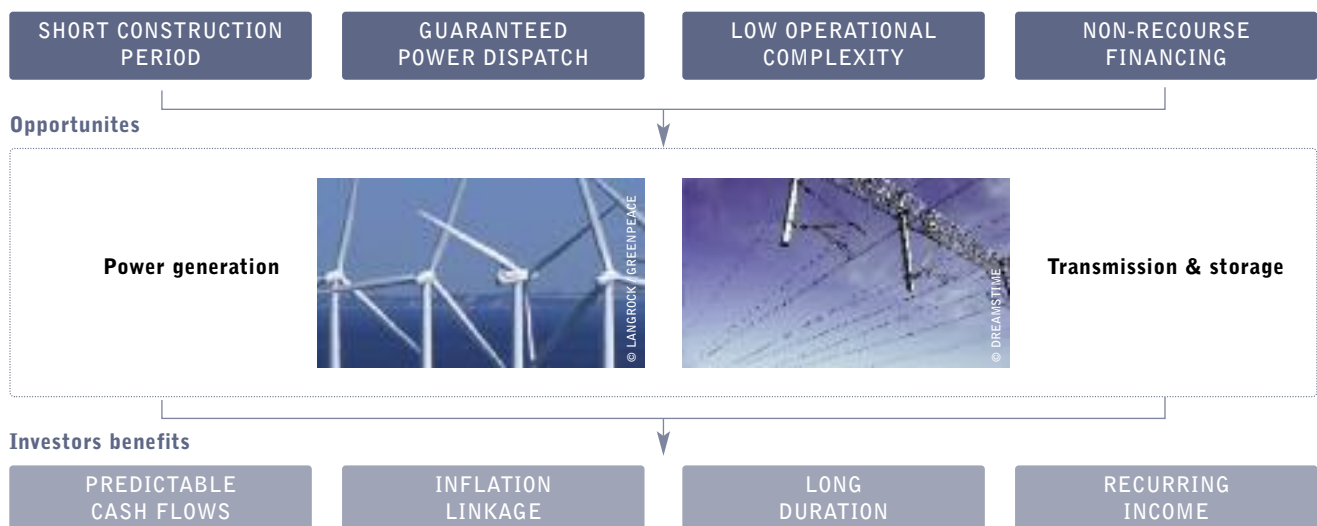 SHORT CONSTRUCTION
PERIOD
GUARANTEED
POWER DISPATCH
LOW OPERATIONAL
COMPLEXITY
NON-RECOURSE
FINANCING
Opportunites
Power generation
© LANGROCK / GREENPEACE
© DREAMSTIME
Transmission & storage
Investors benefits
PREDICTABLE
CASH FLOWS
INFLATION
LINKAGE
LONG
DURATION
RECURRING
INCOME